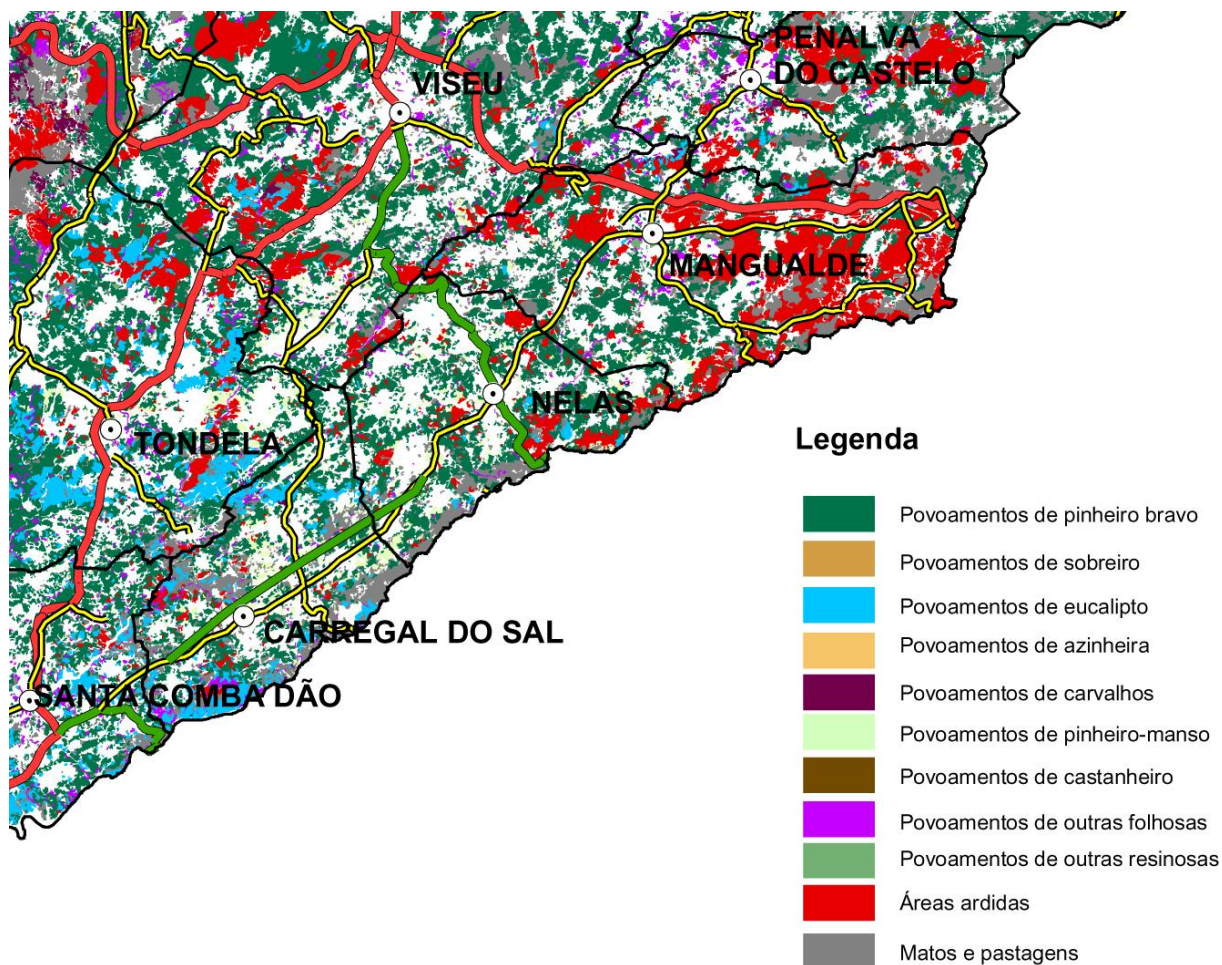 PENALVA
DO CASTELO
VISEU
MANGUALDE
NELAS
TONDELA
CARREGAL DO SAL
SANTA COMBA DÃO
Legenda
Povoamentos de pinheiro bravo
Povoamentos de sobreiro
Povoamentos de eucalipto
Povoamentos de azinheira
Povoamentos de carvalhos
Povoamentos de pinheiro-manso
Povoamentos de castanheiro
Povoamentos de outras folhosas
Povoamentos de outras resinosas
Áreas ardidas
Matos e pastagens